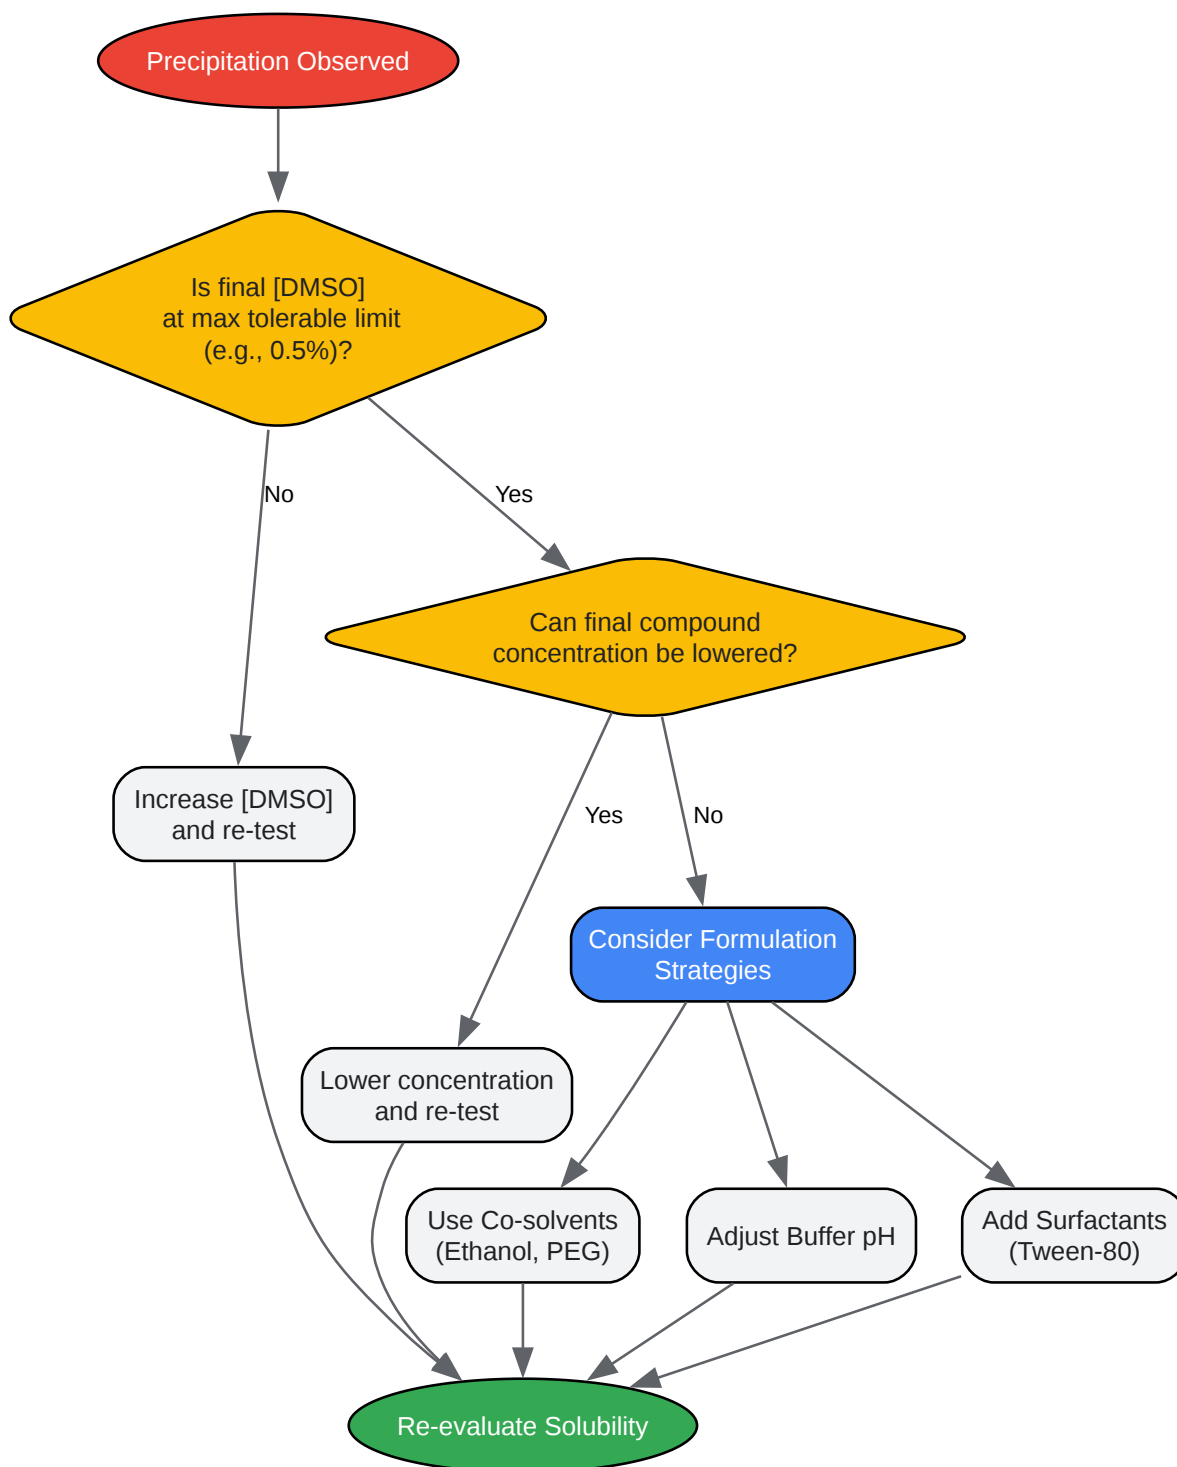 Precipitation Observed
Is final [DMSO]
at max tolerable limit
(e.g., 0.5%)?
No
Yes
Can final compound
concentration be lowered?
Increase [DMSO]
and re-test
Yes
No
Consider Formulation
Strategies
Lower concentration
and re-test
Use Co-solvents
(Ethanol, PEG)
Adjust Buffer pH
Add Surfactants
(Tween-80)
Re-evaluate Solubility